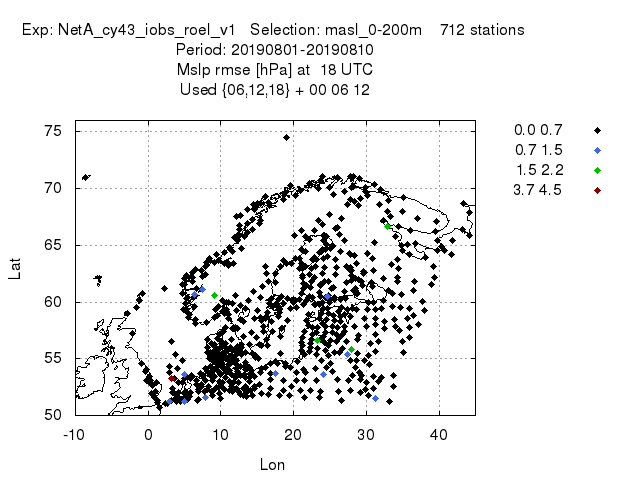 Exp: NetA_cy43_iobs_roel_v1 Selection: masl_0-200m 712 stations
Period: 20190801-20190810
Mslp rmse [hPa] at 18 UTC
Used {06,12,18} + 00 06 12
0.0 0.7
0.7 1.5
1.5 2.2
3.7 4.5
75
70
65
60
55
50
Lat
-10 0 10 20 30 40
Lon